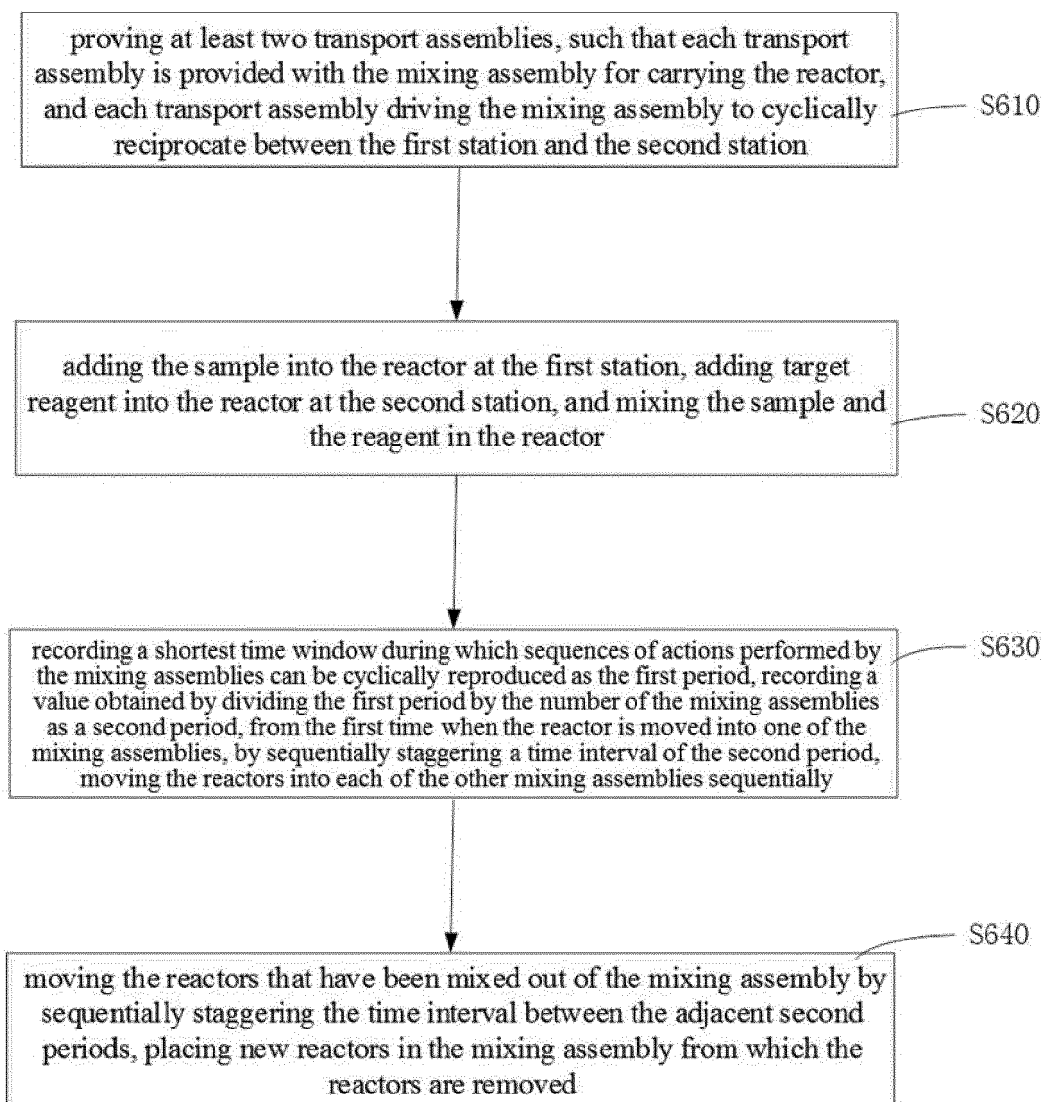 proving at least two transport assemblies, such that each transport
assembly is provided with the mixing assembly for carrying the reactor,
and each transport assembly driving the mixing assembly to cyclically
reciprocate between the first station and the second station
S610
adding the sample into the reactor at the first station, adding target
reagent into the reactor at the second station, and mixing the sample and
the reagent in the reactor
S620
recording a shortest time window during which sequences of actions performed by
the mixing assemblies can be cyclically reproduced as the first period, recording a
value obtained by dividing the first period by the number of the mixing assemblies
as a second period, from the first time when the reactor is moved into one of the
mixing assemblies, by sequentially staggering a time interval of the second period,
moving the reactors into each of the other mixing assemblies sequentially
S630
moving the reactors that have been mixed out of the mixing assembly by
sequentially staggering the time interval between the adjacent second
periods, placing new reactors in the mixing assembly from which the
reactors are removed
S640